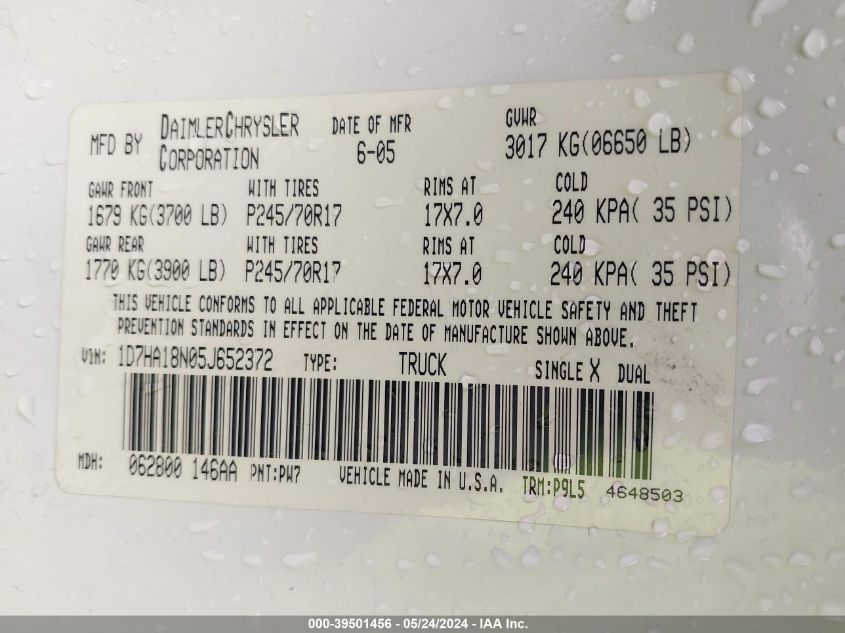 MFD BY DAIMLERCHRYSLER CORPORATION DATE OF MFR 6-05 GVWR 3017 KG(06650 LB)
GAWR FRONT WITH TIRES RIMS AT COLD
1679 KG(3700 LB) P245/70R17 17X7.0 240 KPA( 35 PSI)
GAWR REAR WITH TIRES RIMS AT COLD
1770 KG(3900 LB) P245/70R17 17X7.0 240 KPA( 35 PSI)
THIS VEHICLE CONFORMS TO ALL APPLICABLE FEDERAL MOTOR VEHICLE SAFETY AND THEFT
PREVENTION STANDARDS IN EFFECT ON THE DATE OF MANUFACTURE SHOWN ABOVE.
VIN: 1D7HA18N05J652372 TYPE: TRUCK SINGLE X DUAL
MDH: 062800 146AA PNT:PW7 VEHICLE MADE IN U.S.A. TRM:P9L5 4648503
000-39501456 - 05/24/2024 - IAA Inc.